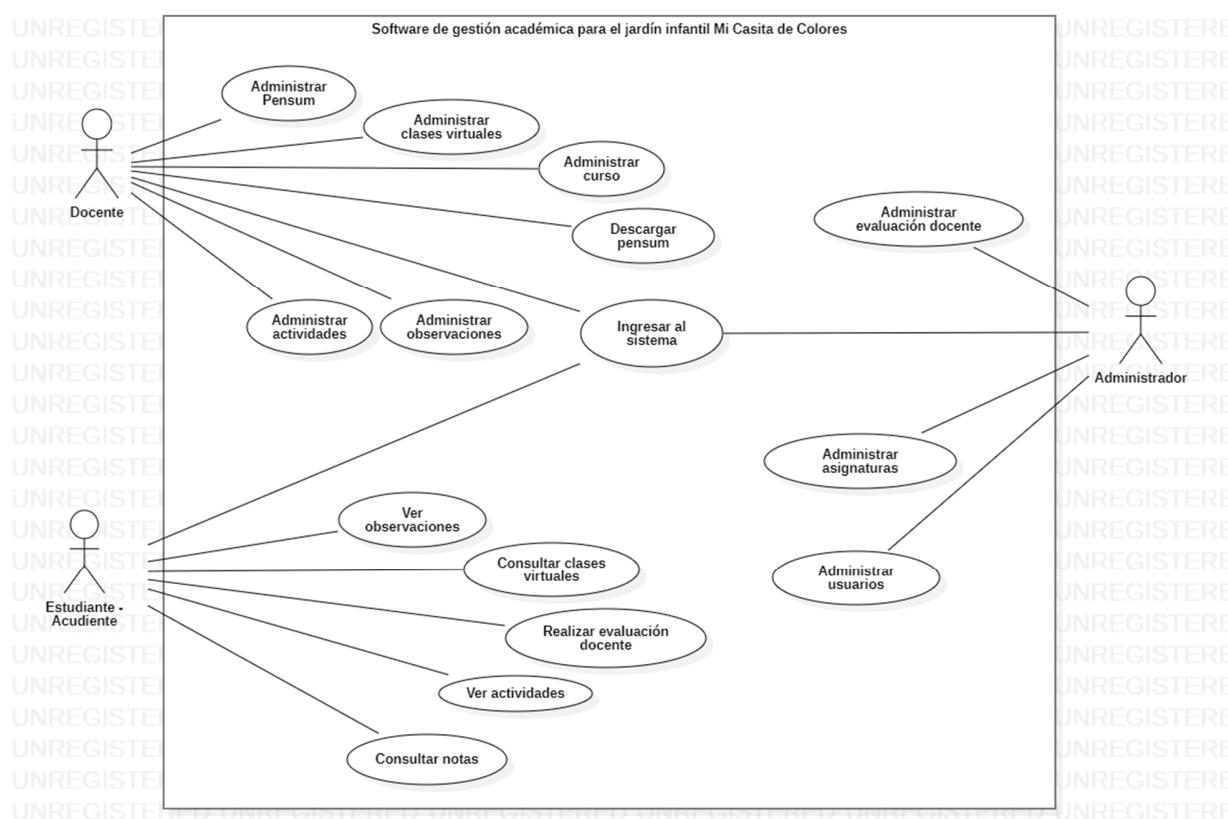 Software de gestión académica para el jardín infantil Mi Casita de Colores
Administrar
Pensum
Administrar
clases virtuales
Administrar
curso
Docente
Descargar
pensum
Administrar
evaluación docente
Administrar
actividades
Administrar
observaciones
Ingresar al
sistema
Administrador
Administrar
asignaturas
Ver
observaciones
Consultar clases
virtuales
Administrar
usuarios
Estudiante -
Acudiente
Realizar evaluación
docente
Ver actividades
Consultar notas
UNREGISTERED